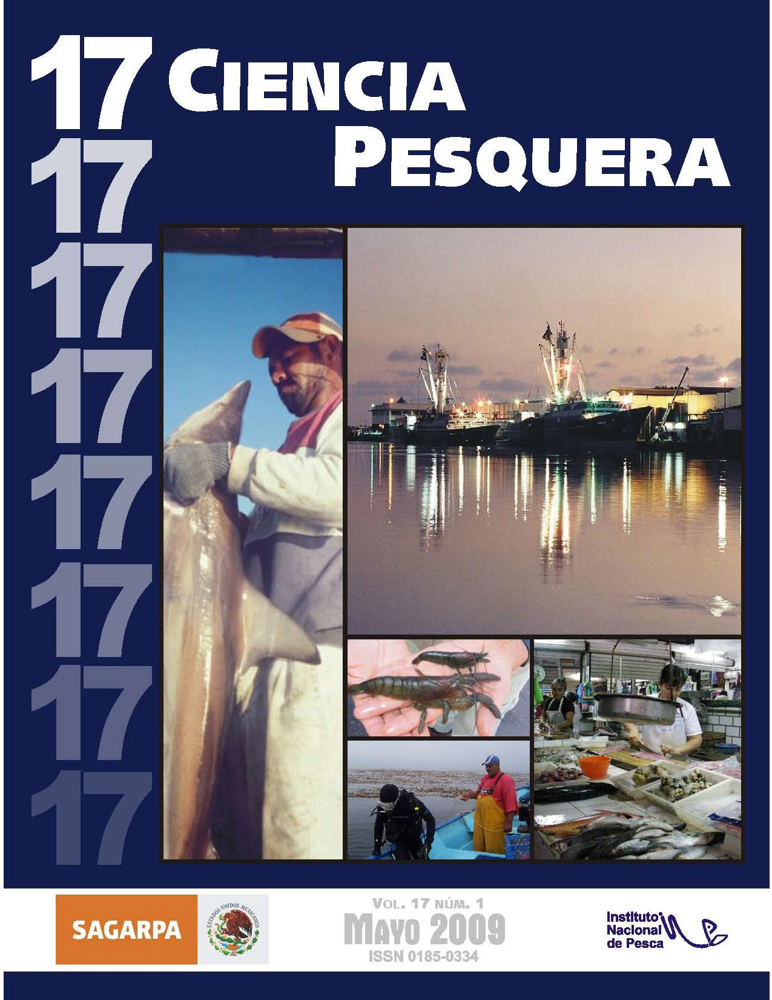 17 CIENCIA
PESQUERA
17
17
17
17
17
17
17
SAGARPA
ESTADOS UNIDOS MEXICANOS
VOL. 17 NÚM. 1
MAYO 2009
ISSN 0185-0334
Instituto
Nacional
de Pesca